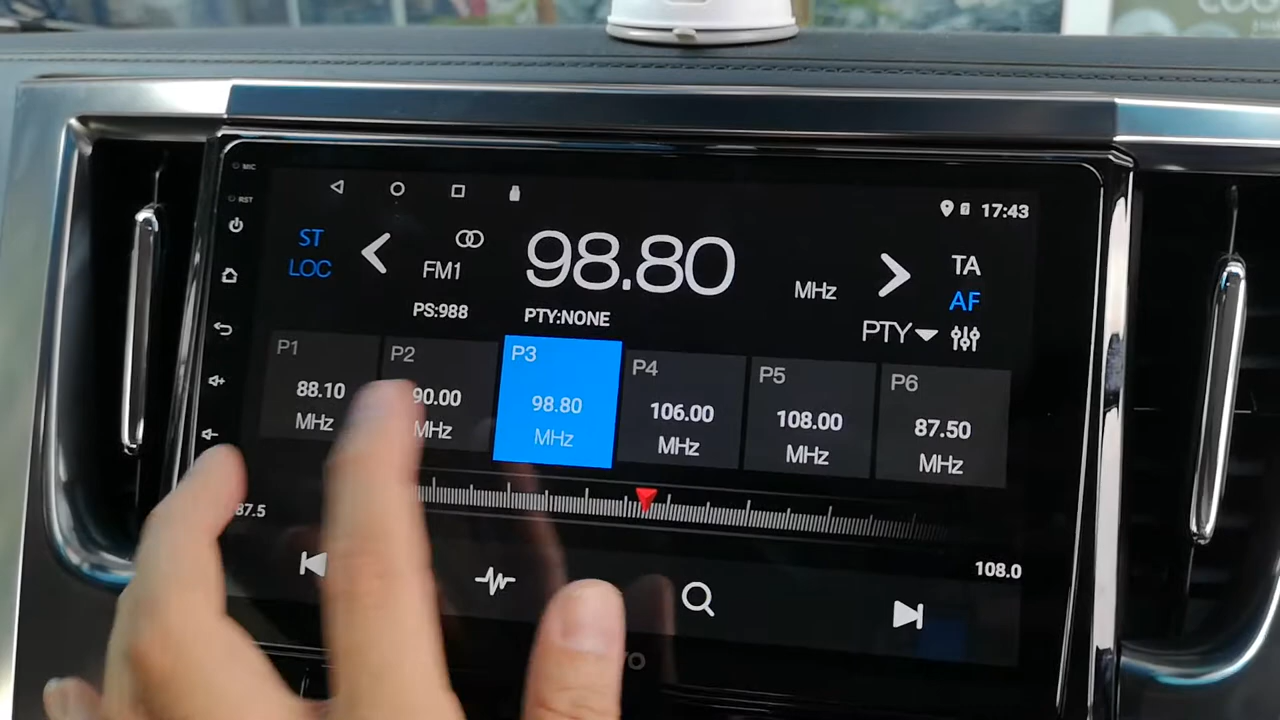 MIC
RST
17:43
ST
LOC
FM1
98.80
MHz
TA
AF
PS:988
PTY:NONE
PTY
P1
88.10
MHz
P2
90.00
MHz
P3
98.80
MHz
P4
106.00
MHz
P5
108.00
MHz
P6
87.50
MHz
87.5
108.0